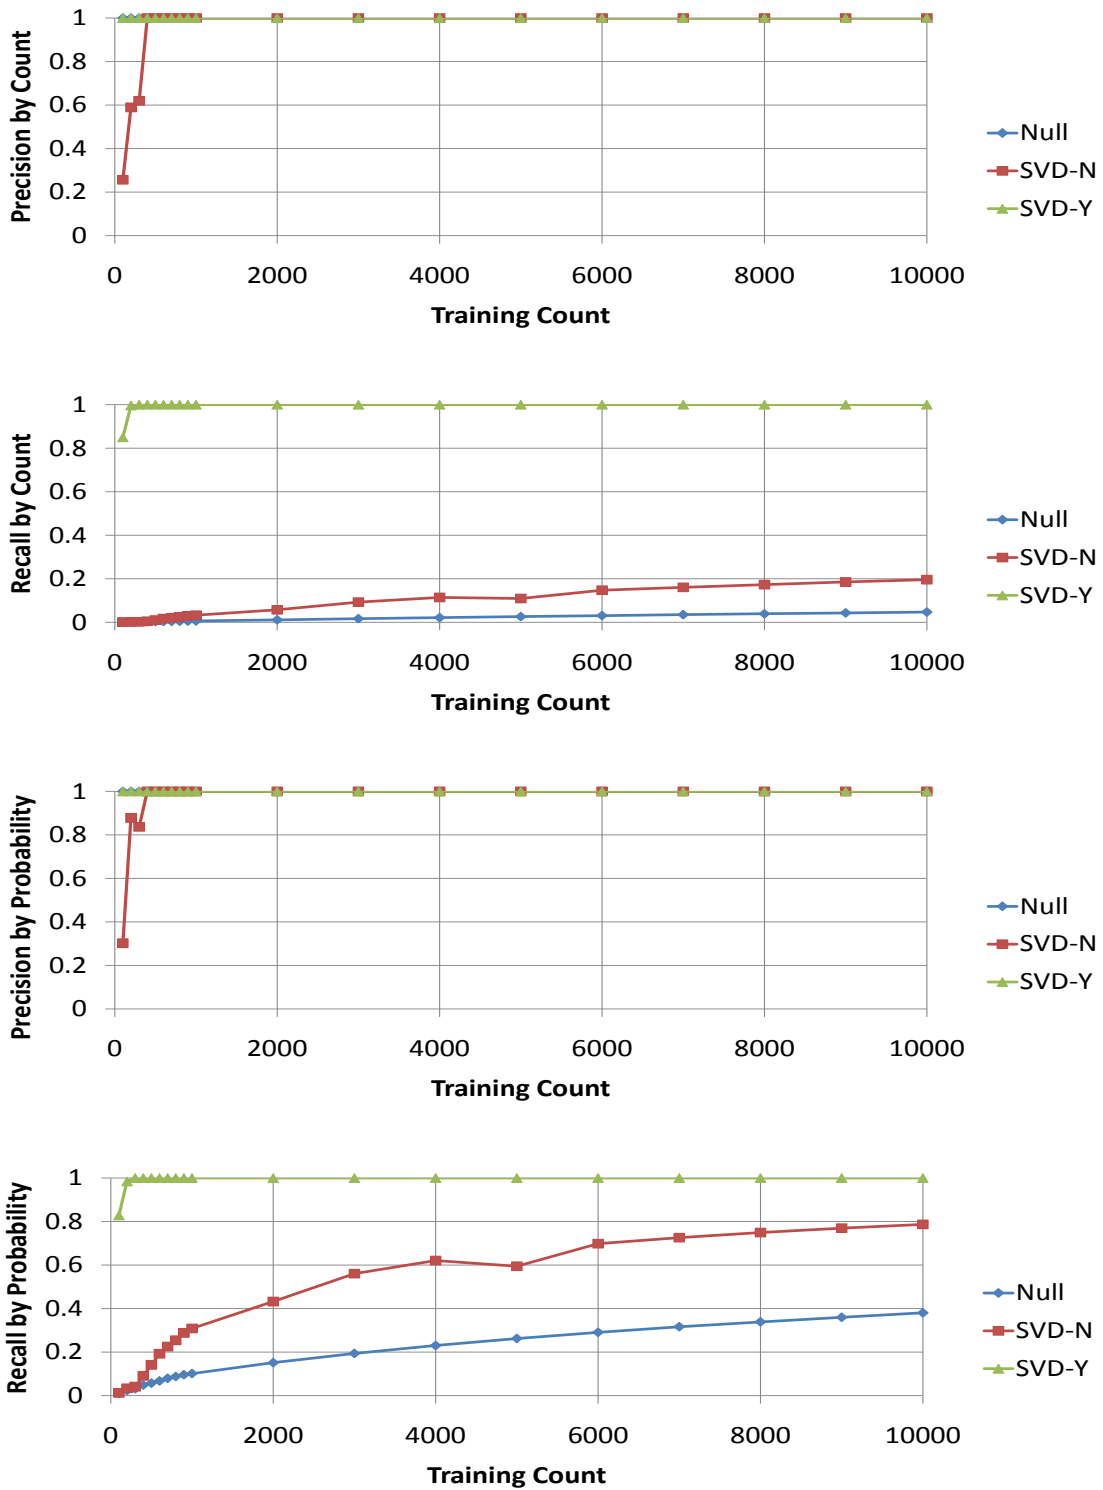 Precision by Count
1
0.8
0.6
0.4
0.2
0
0 2000 4000 6000 8000 10000
Training Count
Null
SVD-N
SVD-Y
Recall by Count
1
0.8
0.6
0.4
0.2
0
0 2000 4000 6000 8000 10000
Training Count
Null
SVD-N
SVD-Y
Precision by Probability
1
0.8
0.6
0.4
0.2
0
0 2000 4000 6000 8000 10000
Training Count
Null
SVD-N
SVD-Y
Recall by Probability
1
0.8
0.6
0.4
0.2
0
0 2000 4000 6000 8000 10000
Training Count
Null
SVD-N
SVD-Y